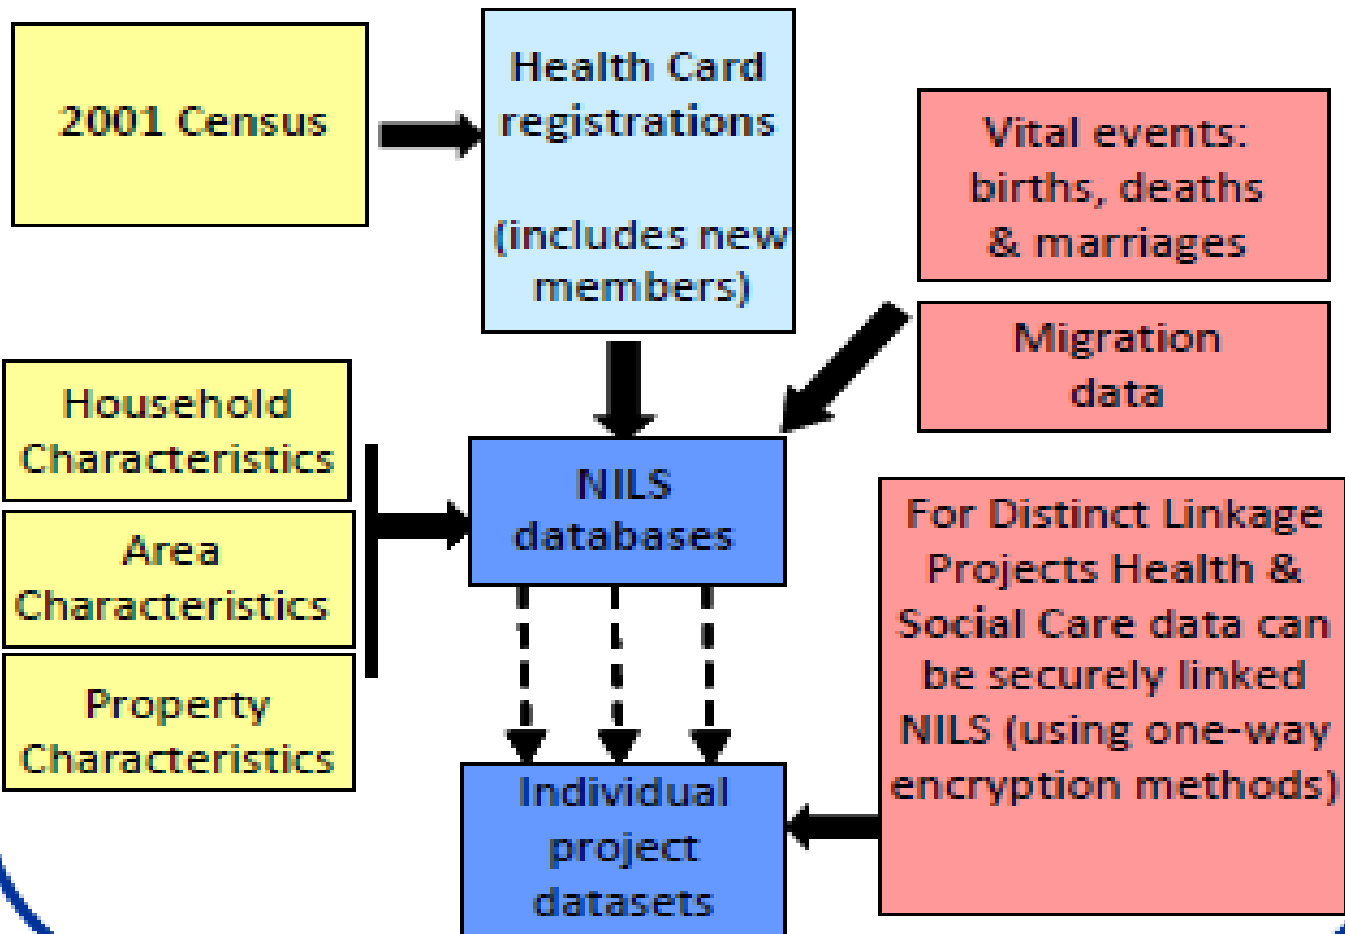 2001 Census
Health Card
registrations
(includes new
members)
Vital events:
births, deaths
& marriages
Migration
data
Household
Characteristics
Area
Characteristics
Property
Characteristics
NILS
databases
For Distinct Linkage
Projects Health &
Social Care data can
be securely linked
NILS (using one-way
encryption methods)
Individual
project
datasets